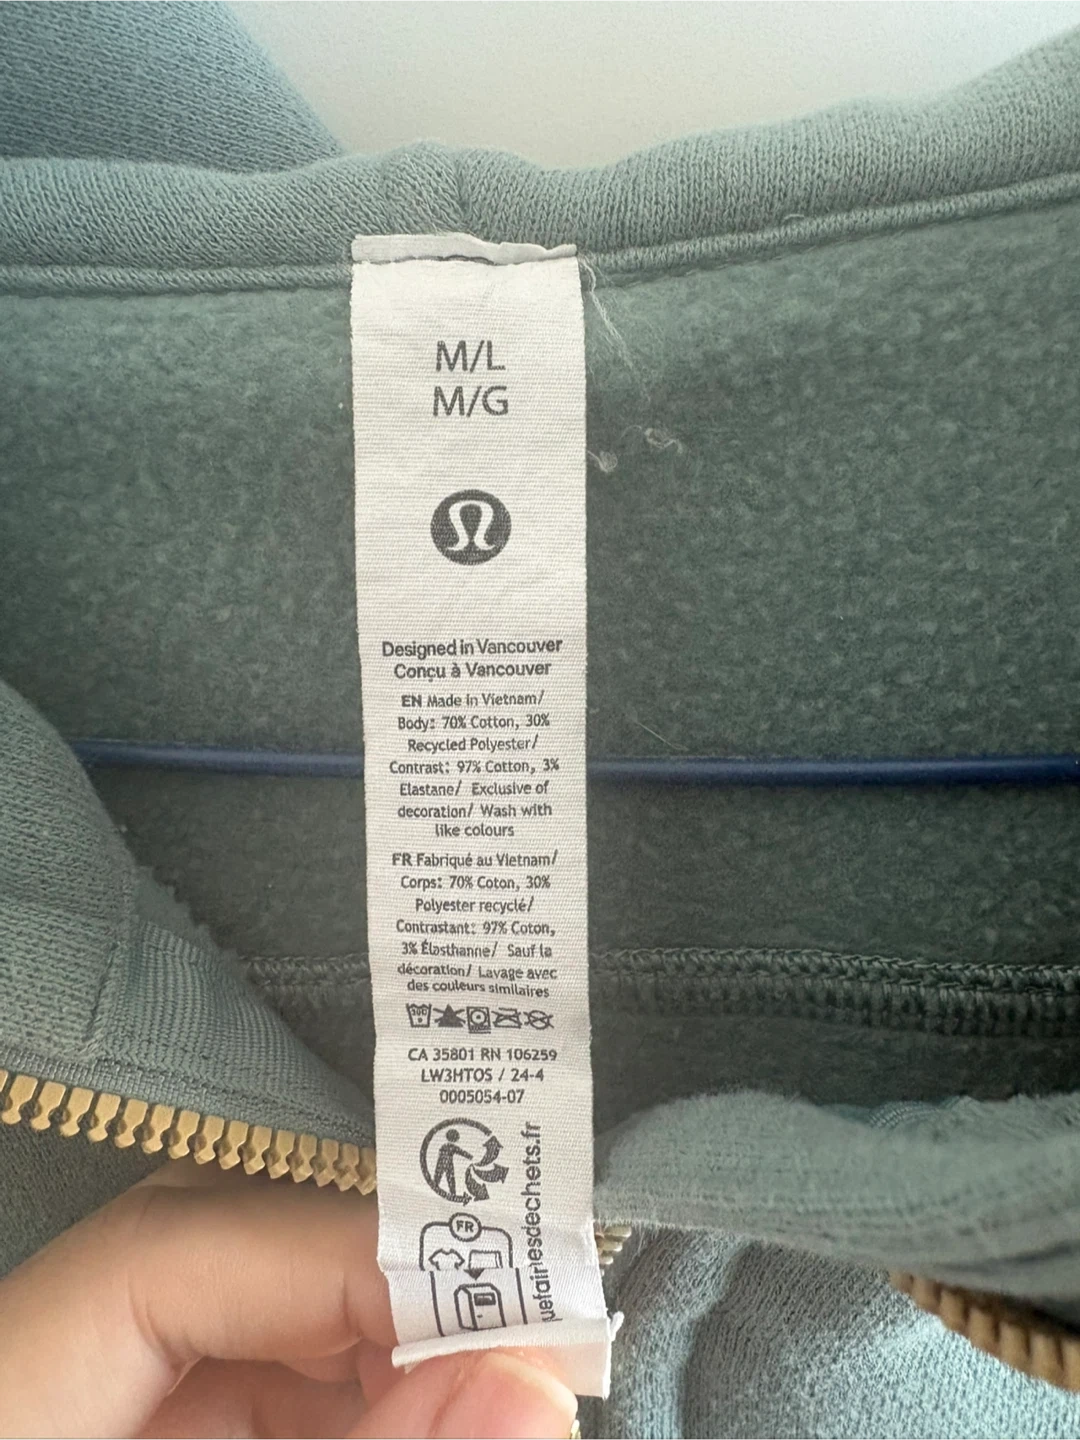 M/L
M/G
Designed in Vancouver
Conçu à Vancouver
EN Made in Vietnam/
Body: 70% Cotton, 30%
Recycled Polyester/
Contrast: 97% Cotton, 3%
Elastane/ Exclusive of
decoration/ Wash with
like colours
FR Fabriqué au Vietnam/
Corps: 70% Coton, 30%
Polyester recyclé/
Contrastant: 97% Coton,
3% Élasthanne/ Sauf la
décoration/ Lavage avec
des couleurs similaires
CA 35801 RN 106259
LW3HTOS / 24-4
0005054-07
FR
uefairedesdechets.fr